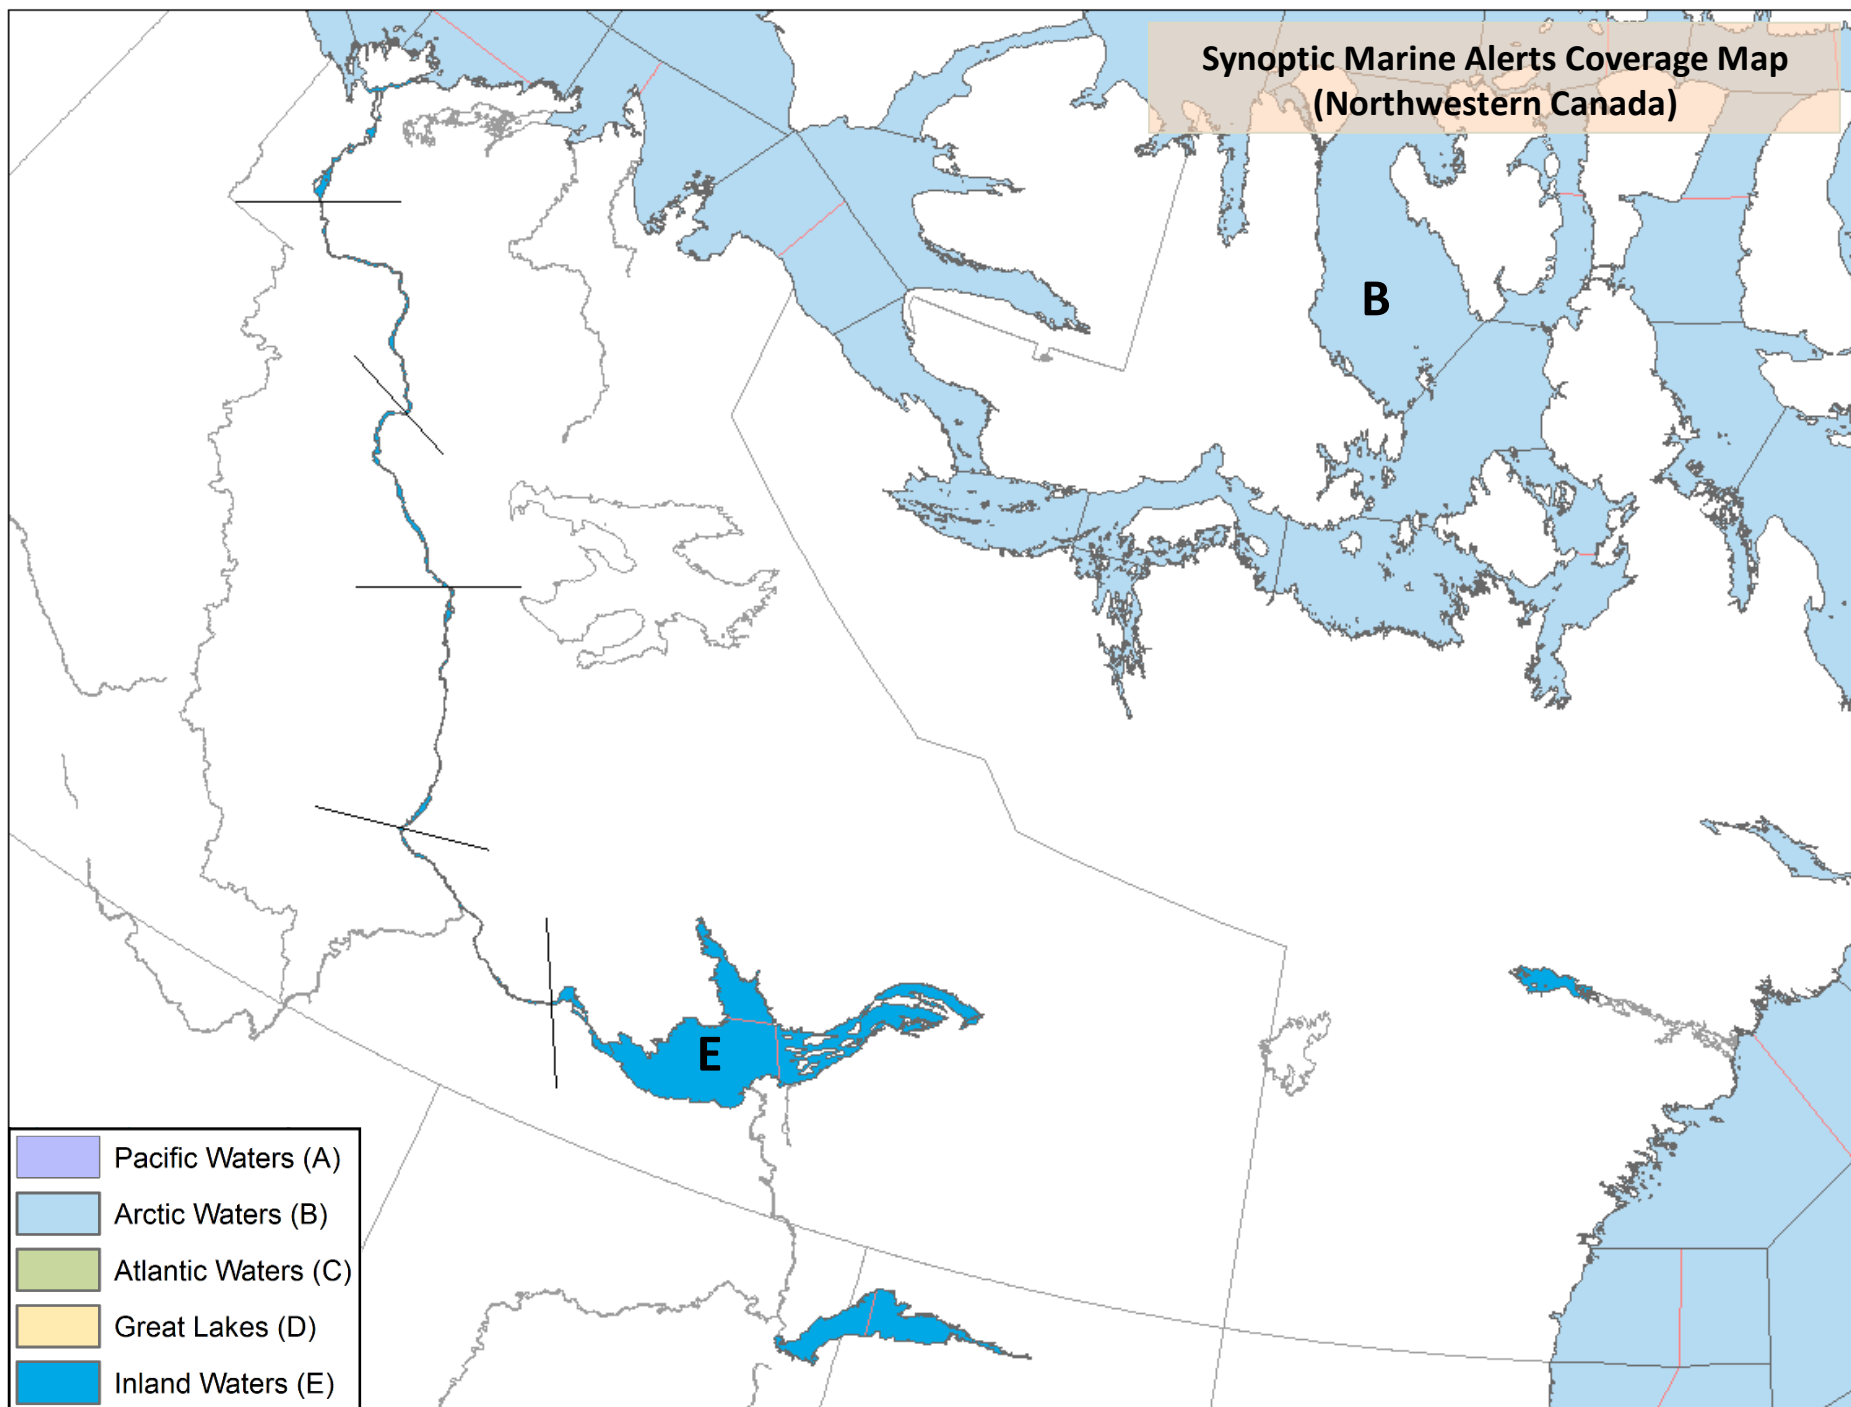 Synoptic Marine Alerts Coverage Map
(Northwestern Canada)
B
E
Pacific Waters (A)
Arctic Waters (B)
Atlantic Waters (C)
Great Lakes (D)
Inland Waters (E)